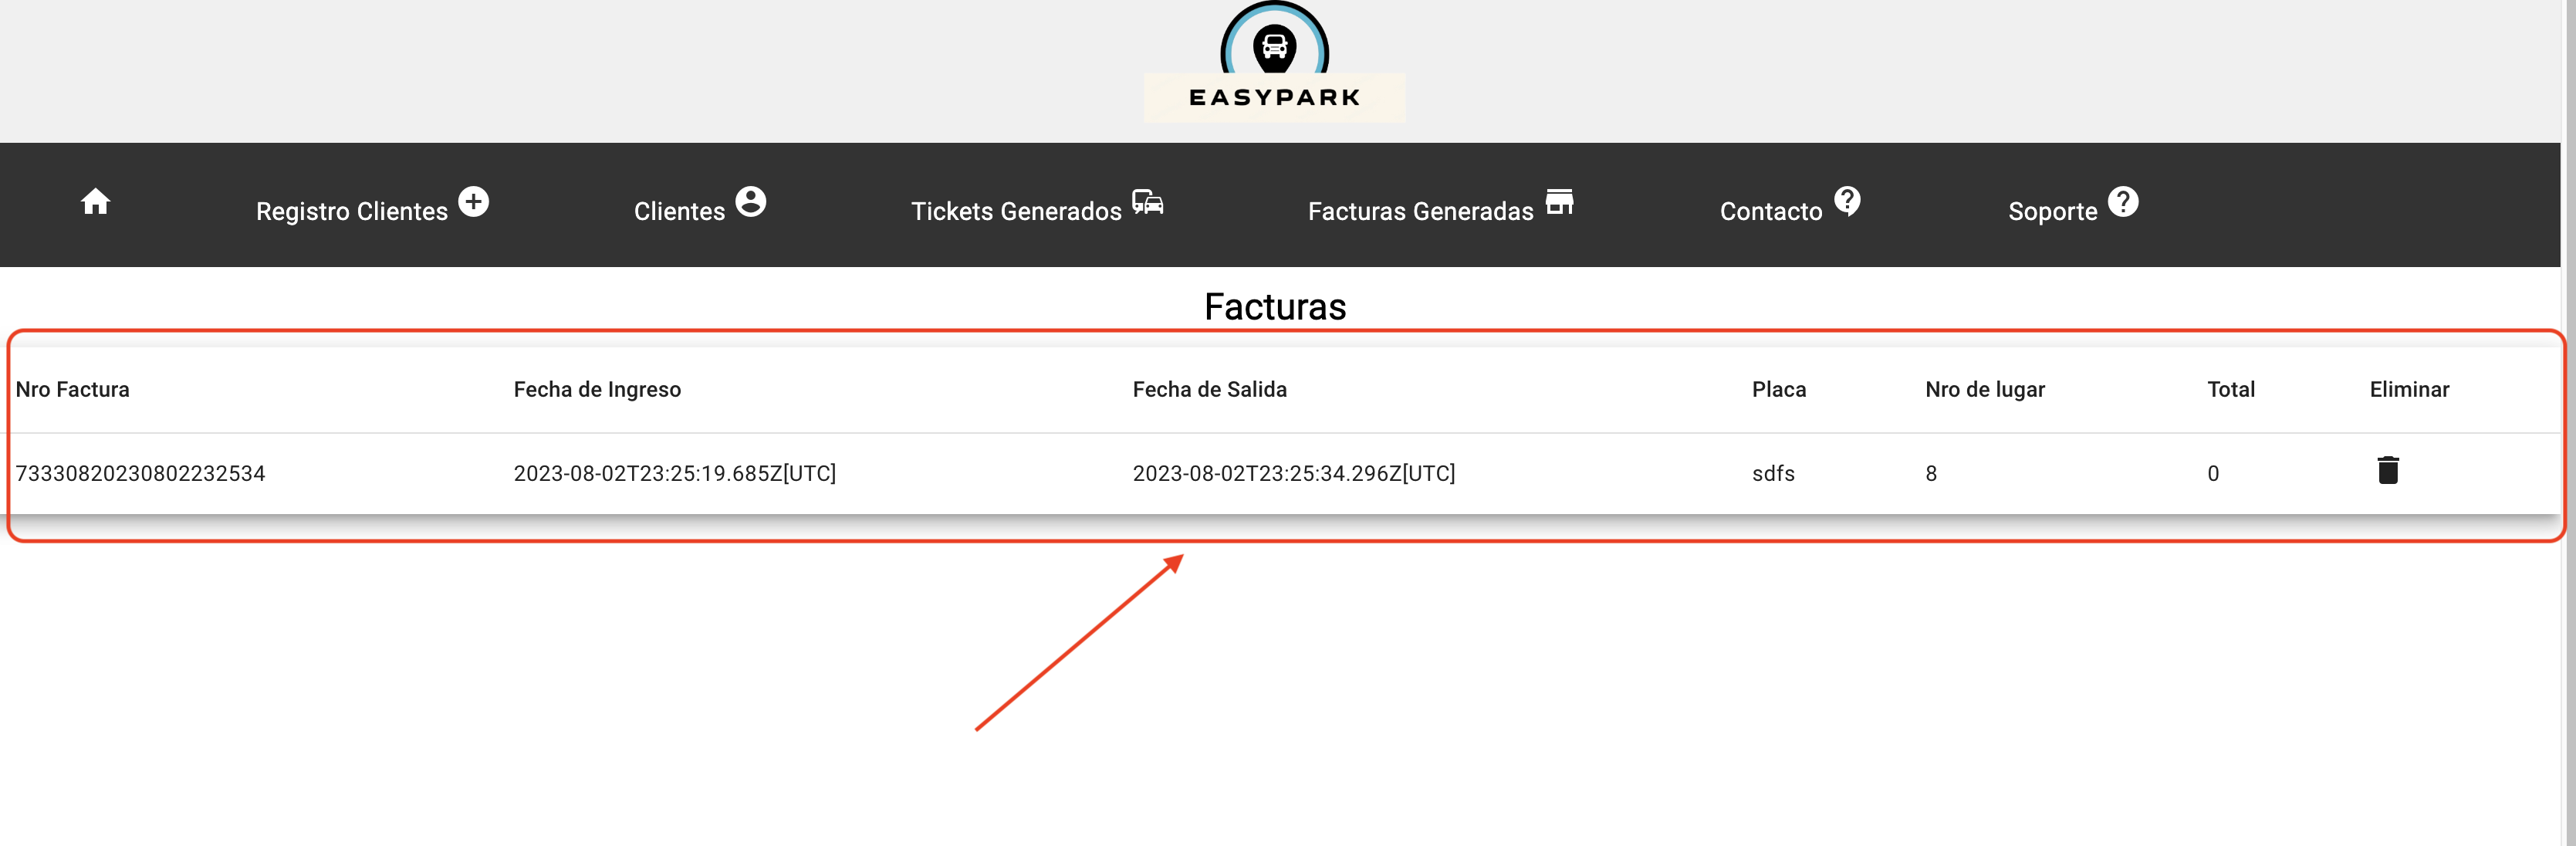 EASYPARK
Registro Clientes Clientes Tickets Generados Facturas Generadas Contacto Soporte
Facturas
Nro Factura Fecha de Ingreso Fecha de Salida Placa Nro de lugar Total Eliminar
73330820230802232534 2023-08-02T23:25:19.685Z[UTC] 2023-08-02T23:25:34.296Z[UTC] sdfs 8 0